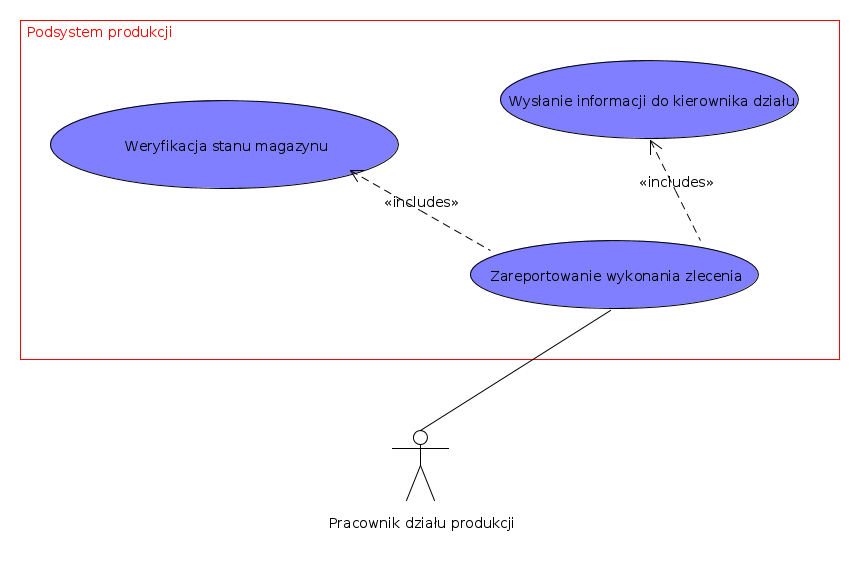 Podsystem produkcji
Wysłanie informacji do kierownika działu
Weryfikacja stanu magazynu
«includes»
«includes»
Zareportowanie wykonania zlecenia
Pracownik działu produkcji